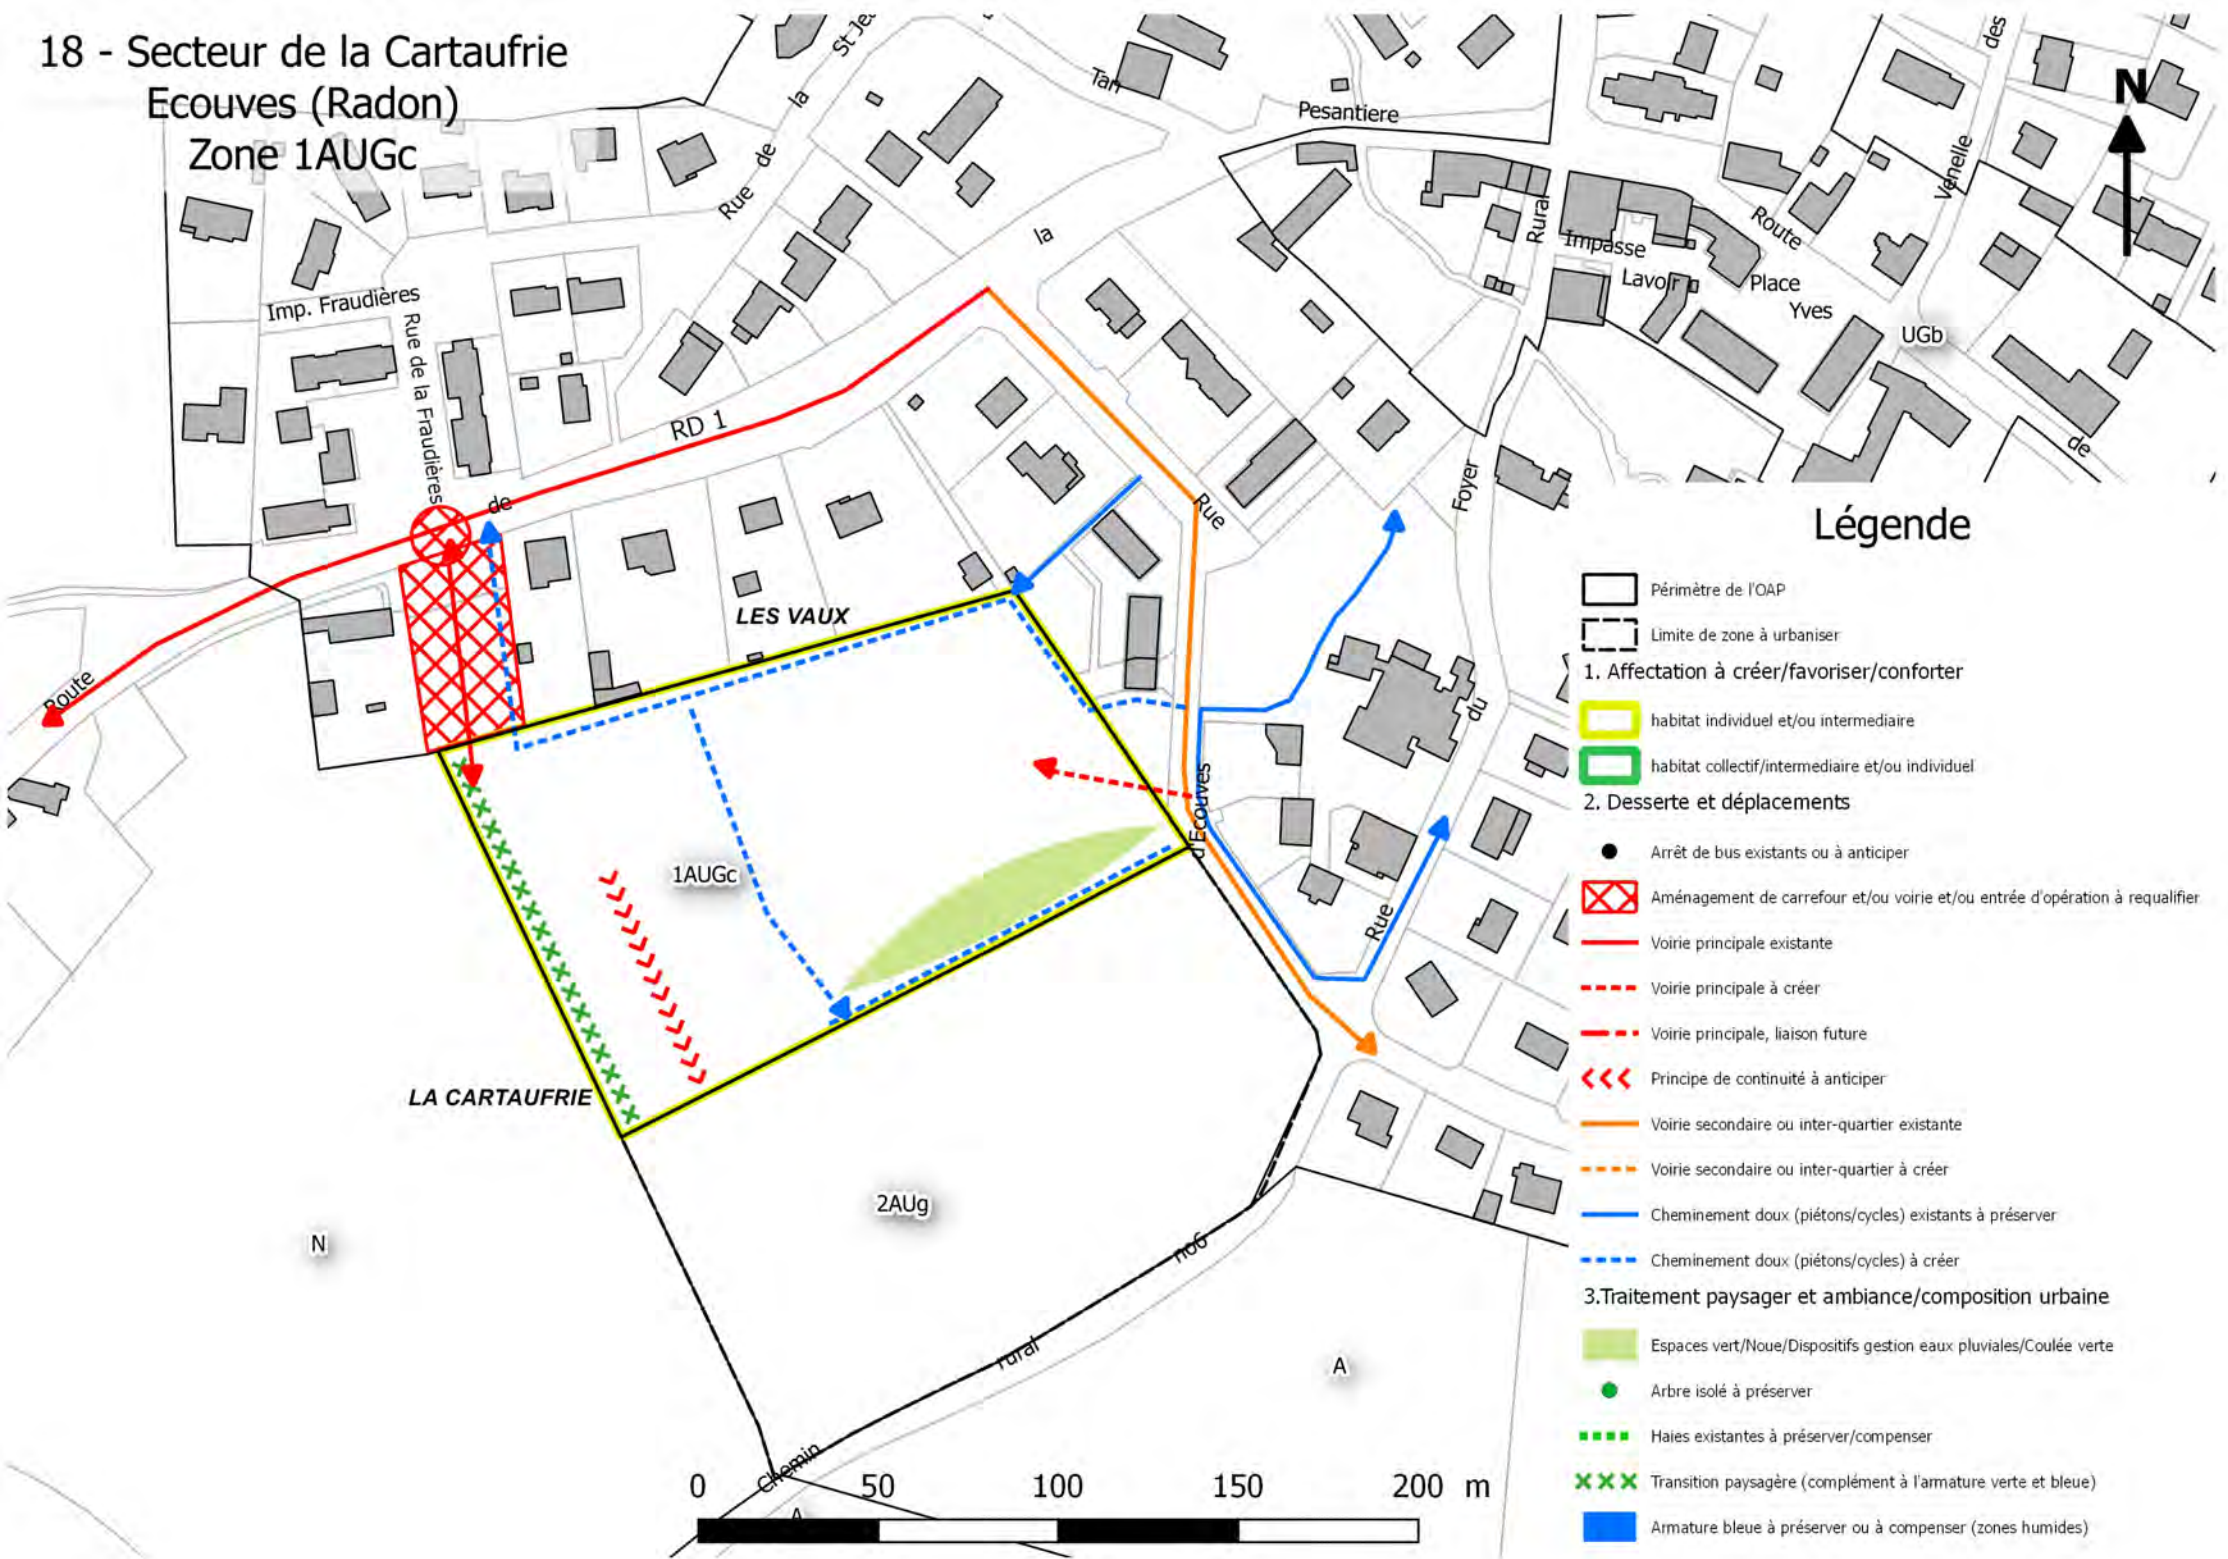 18 - Secteur de la Cartaufrie
Ecouves (Radon)
Zone 1AUGc
Rue de la St Jea
Tan
Pesantiere
la
Rural
Impasse
Lavoir
Place
Yves
Route
Venelle
des
N
UGb
de
Imp. Fraudières
Rue de la Fraudières
RD 1
de
Route
Rue
Foyer
LES VAUX
du
d'Ecouves
Rue
1AUGc
LA CARTAUFRIE
2AUg
N
no6
rural
Chemin
A
A
0 50 100 150 200 m
Légende
Périmètre de l'OAP
Limite de zone à urbaniser
1. Affectation à créer/favoriser/conforter
habitat individuel et/ou intermediaire
habitat collectif/intermediaire et/ou individuel
2. Desserte et déplacements
Arrêt de bus existants ou à anticiper
Aménagement de carrefour et/ou voirie et/ou entrée d'opération à requalifier
Voirie principale existante
Voirie principale à créer
Voirie principale, liaison future
Principe de continuité à anticiper
Voirie secondaire ou inter-quartier existante
Voirie secondaire ou inter-quartier à créer
Cheminement doux (piétons/cycles) existants à préserver
Cheminement doux (piétons/cycles) à créer
3.Traitement paysager et ambiance/composition urbaine
Espaces vert/Noue/Dispositifs gestion eaux pluviales/Coulée verte
Arbre isolé à préserver
Haies existantes à préserver/compenser
Transition paysagère (complément à l'armature verte et bleue)
Armature bleue à préserver ou à compenser (zones humides)